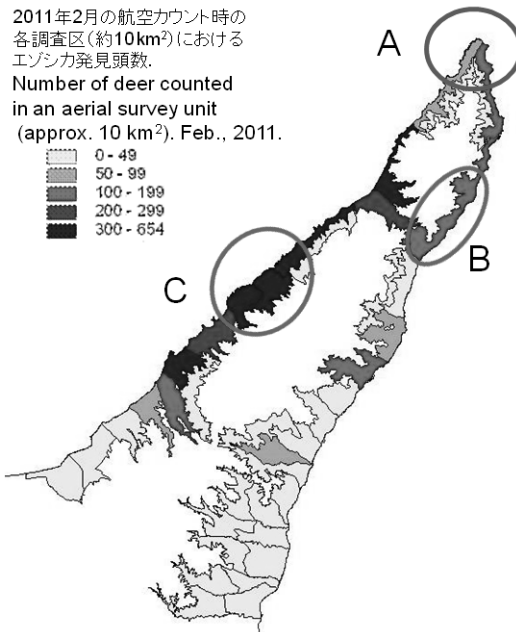 2011年2月の航空カウント時の
各調査区(約10km²)における
エゾシカ発見頭数.
Number of deer counted
in an aerial survey unit
(approx. 10 km²). Feb., 2011.
0 - 49
50 - 99
100 - 199
200 - 299
300 - 654
A
B
C